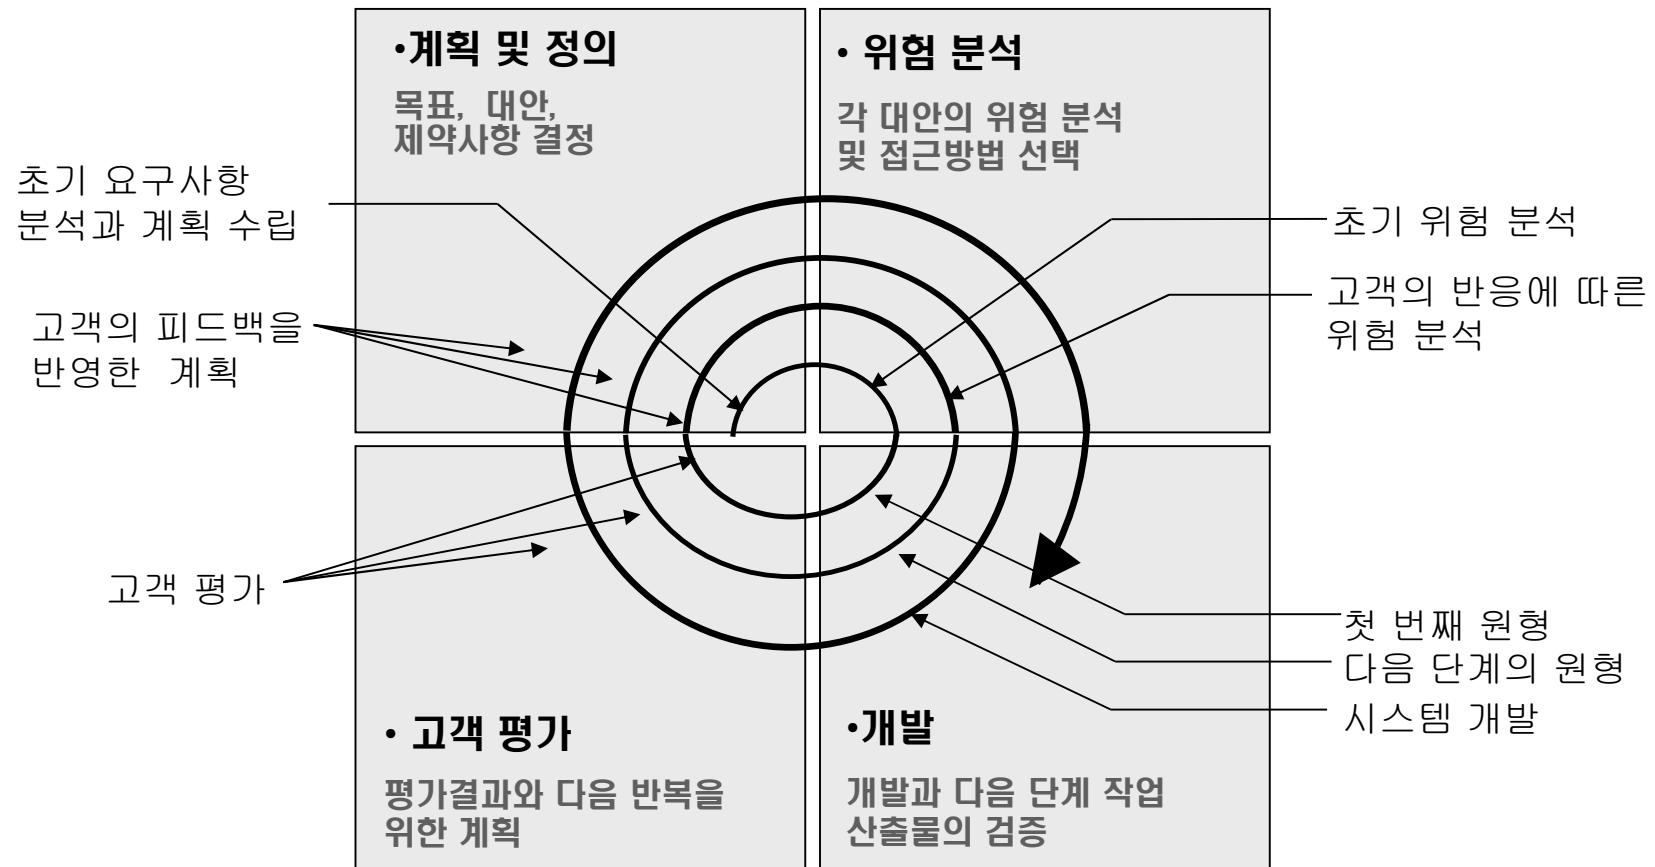 •계획 및 정의
목표, 대안,
제약사항 결정
• 위험 분석
각 대안의 위험 분석
및 접근방법 선택
초기 요구사항
분석과 계획 수립
고객의 피드백을
반영한 계획
초기 위험 분석
고객의 반응에 따른
위험 분석
고객 평가
첫 번째 원형
다음 단계의 원형
시스템 개발
• 고객 평가
평가결과와 다음 반복을
위한 계획
•개발
개발과 다음 단계 작업
산출물의 검증